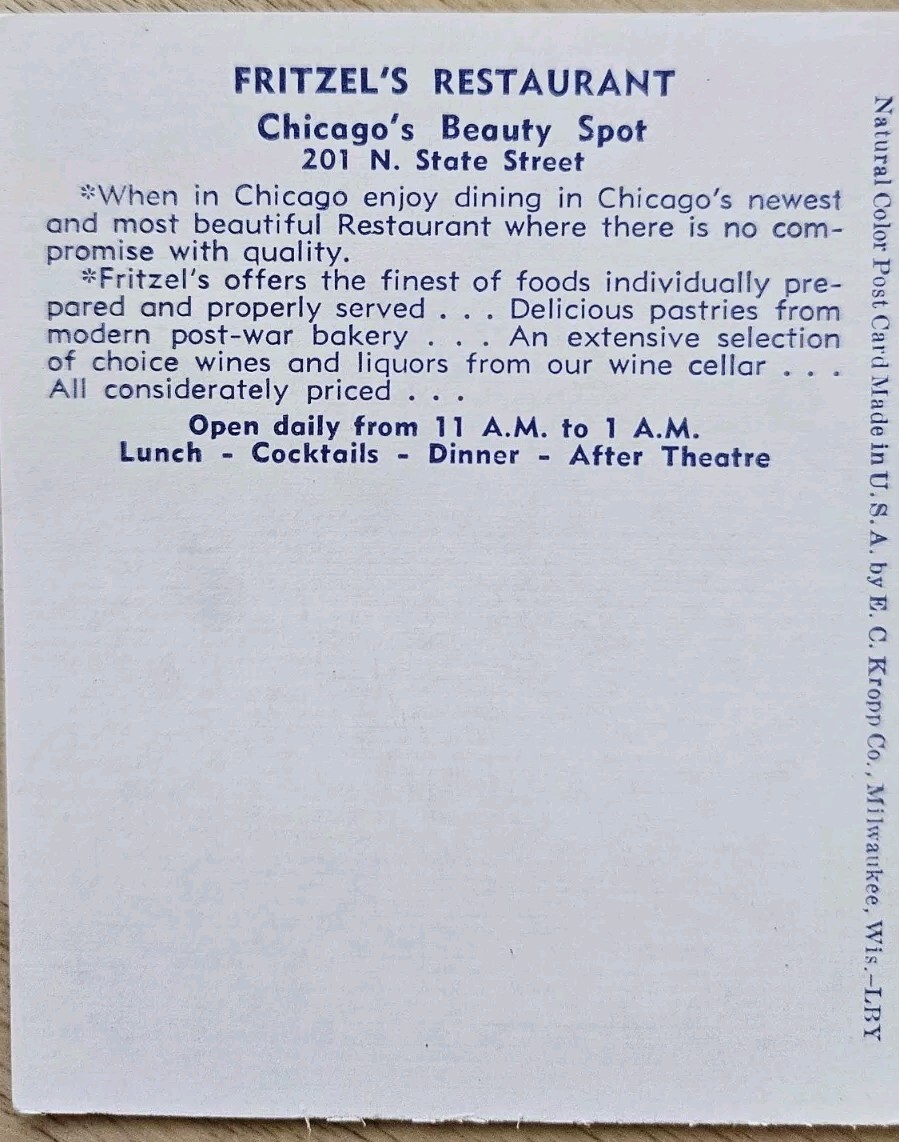 FRITZEL'S RESTAURANT
Chicago's Beauty Spot
201 N. State Street
*When in Chicago enjoy dining in Chicago's newest
and most beautiful Restaurant where there is no com-
promise with quality.
*Fritzel's offers the finest of foods individually pre-
pared and properly served . . . Delicious pastries from
modern post-war bakery . . . An extensive selection
of choice wines and liquors from our wine cellar . . .
All considerately priced . . .
Open daily from 11 A.M. to 1 A.M.
Lunch - Cocktails - Dinner - After Theatre
Natural Color Post Card Made in U. S. A. by E. C. Kropp Co., Milwaukee, Wis.-LBY